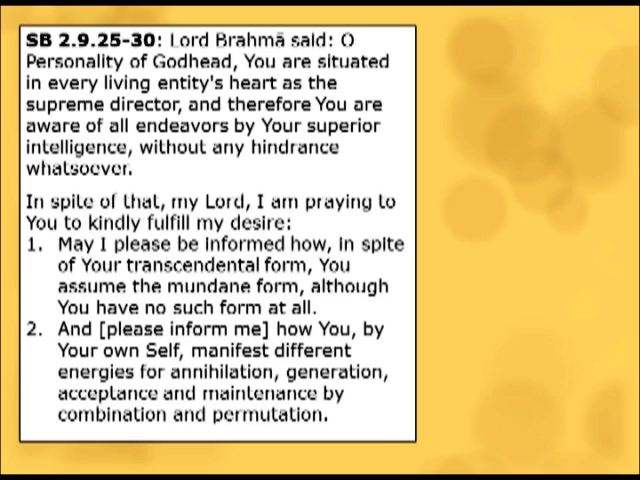 SB 2.9.25-30: Lord Brahmā said: O
Personality of Godhead, You are situated
in every living entity's heart as the
supreme director, and therefore You are
aware of all endeavors by Your superior
intelligence, without any hindrance
whatsoever.
In spite of that, my Lord, I am praying to
You to kindly fulfill my desire:
1. May I please be informed how, in spite
of Your transcendental form, You
assume the mundane form, although
You have no such form at all.
2. And [please inform me] how You, by
Your own Self, manifest different
energies for annihilation, generation,
acceptance and maintenance by
combination and permutation.